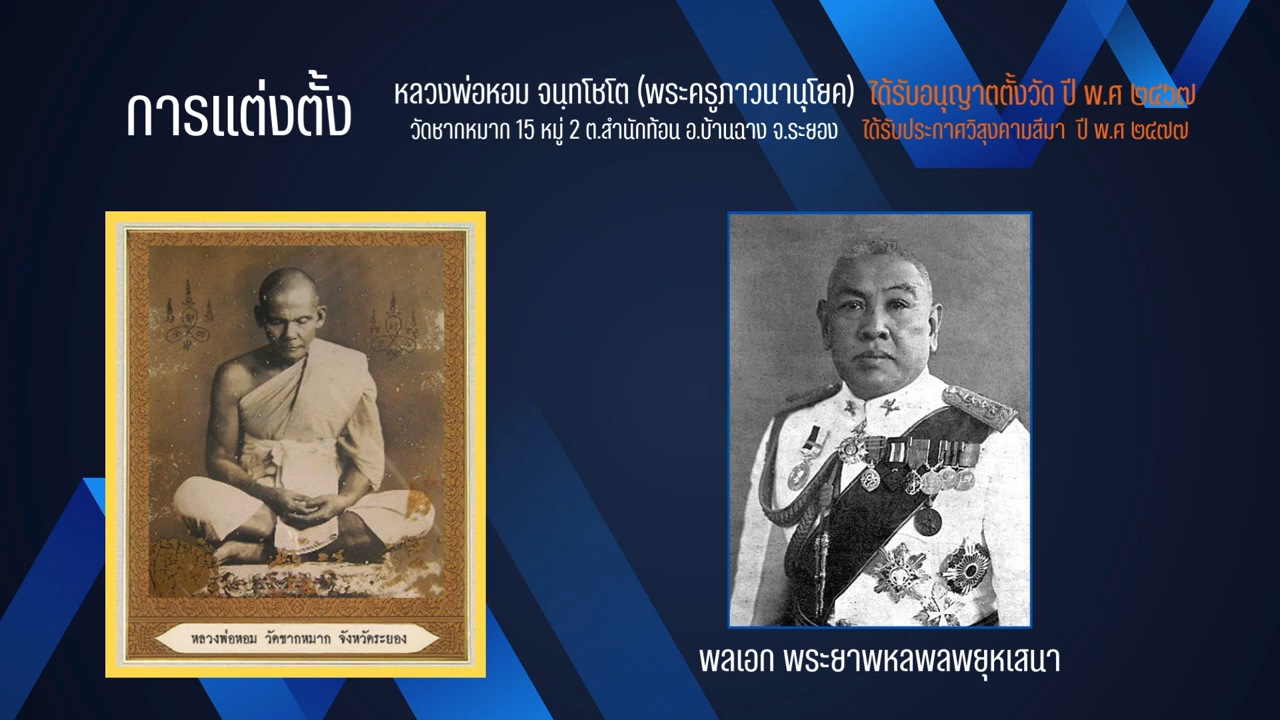 การแต่งตั้ง
หลวงพ่อหอม จนฺทโชโต (พระครูภาวนานุโยค) ได้รับอนุญาตตั้งวัด ปี พ.ศ ๒๔๖๗
วัดชากหมาก 15 หมู่ 2 ต.สำนักท้อน อ.บ้านฉาง จ.ระยอง ได้รับประกาศวิสุงคามสีมา ปี พ.ศ ๒๔๗๗
หลวงพ่อหอม วัดชากหมาก จังหวัดระยอง
พลเอก พระยาพหลพลพยุหเสนา